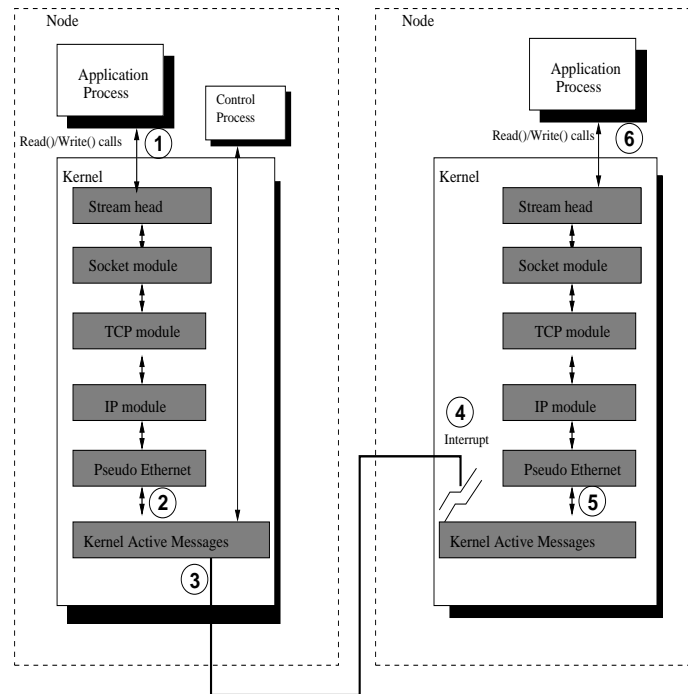 Node
Application
Process
Control
Process
Read()/Write() calls
1
Kernel
Stream head
Socket module
TCP module
IP module
Pseudo Ethernet
2
Kernel Active Messages
3
Node
Application
Process
Read()/Write() calls
6
Kernel
Stream head
Socket module
TCP module
IP module
4
Interrupt
Pseudo Ethernet
5
Kernel Active Messages